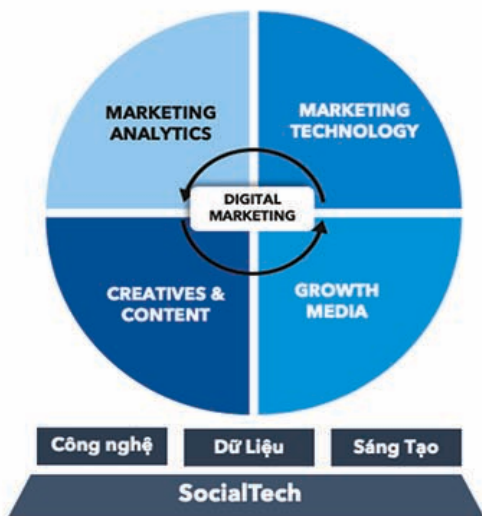 MARKETING
ANALYTICS
MARKETING
TECHNOLOGY
DIGITAL
MARKETING
CREATIVES &
CONTENT
GROWTH
MEDIA
Công nghệ
Dữ Liệu
Sáng Tạo
SocialTech